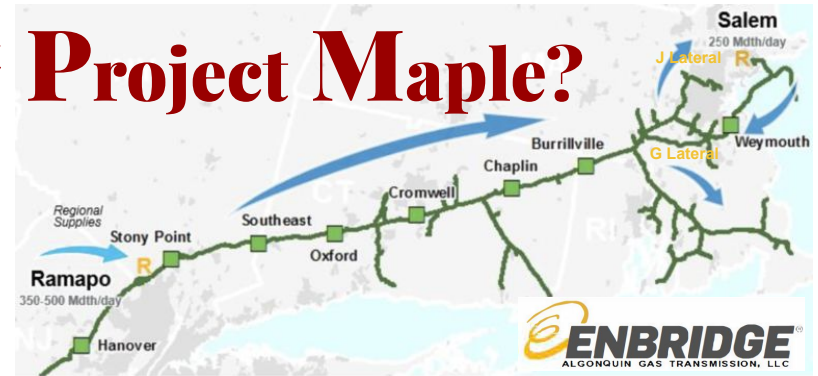 Project Maple?
Salem
250 Mdth/day
J Lateral
R
Weymouth
G Lateral
Burrillville
Chaplin
Cromwell
CT
RI
Southeast
Oxford
Regional
Supplies
Stony Point
R
Ramapo
350-500 Mdth/day
NJ
Hanover
ENBRIDGE®
ALGONQUIN GAS TRANSMISSION, LLC